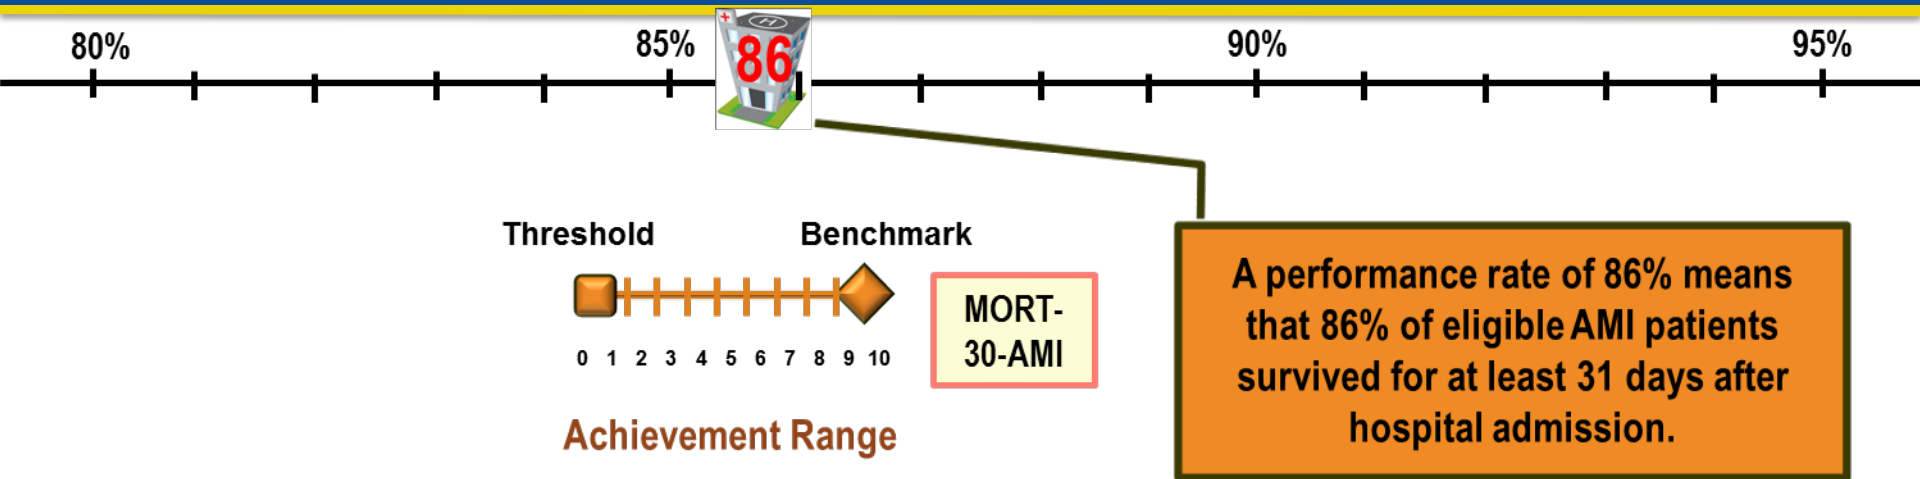 80% 85% 90% 95%
H
86
Threshold Benchmark
0 1 2 3 4 5 6 7 8 9 10
MORT-
30-AMI
Achievement Range
A performance rate of 86% means
that 86% of eligible AMI patients
survived for at least 31 days after
hospital admission.